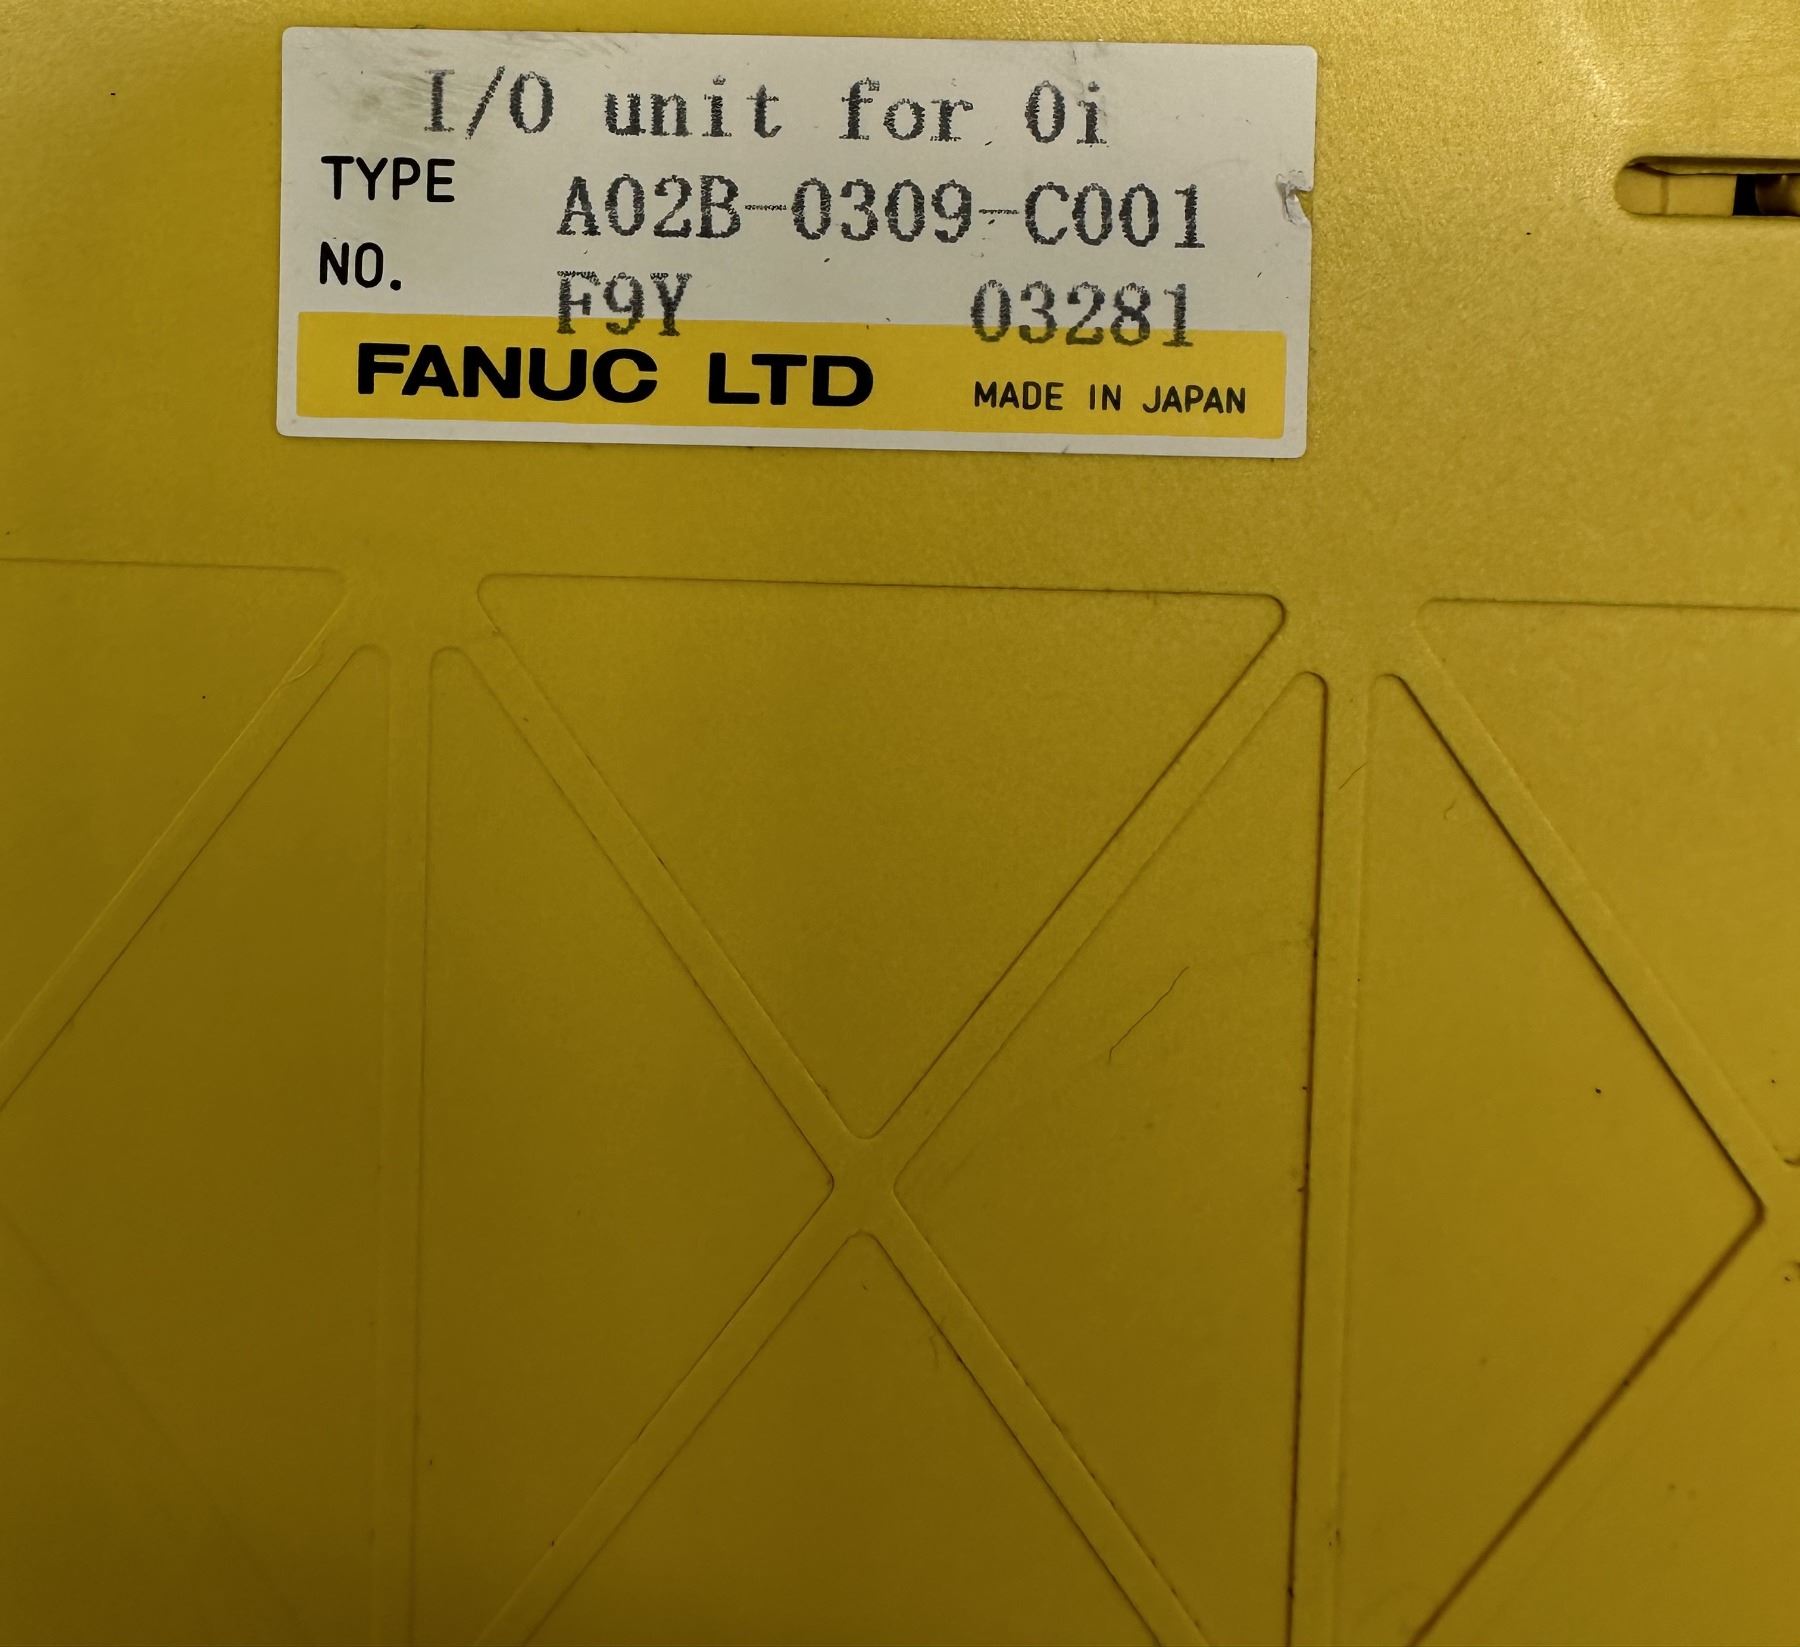 I/O unit for 0i
TYPE A02B-0309-C001
NO. F9Y 03281
FANUC LTD MADE IN JAPAN